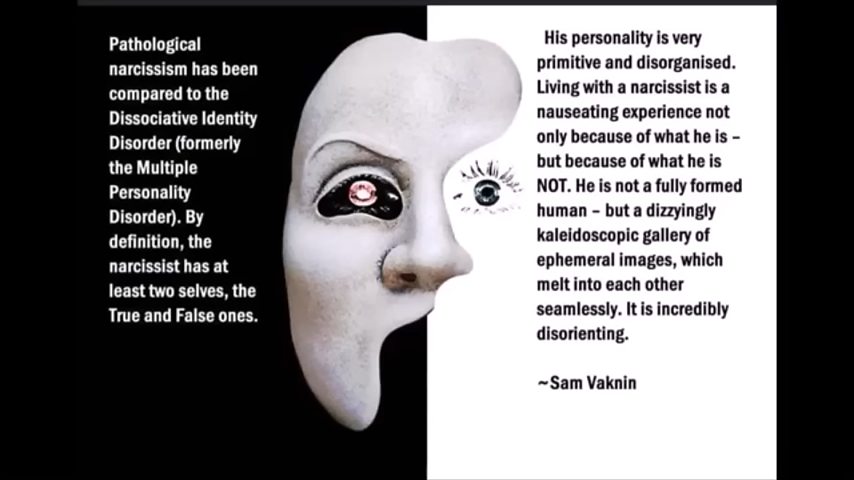 Pathological
narcissism has been
compared to the
Dissociative Identity
Disorder (formerly
the Multiple
Personality
Disorder). By
definition, the
narcissist has at
least two selves, the
True and False ones.
His personality is very
primitive and disorganised.
Living with a narcissist is a
nauseating experience not
only because of what he is –
but because of what he is
NOT. He is not a fully formed
human – but a dizzyingly
kaleidoscopic gallery of
ephemeral images, which
melt into each other
seamlessly. It is incredibly
disorienting.
~Sam Vaknin